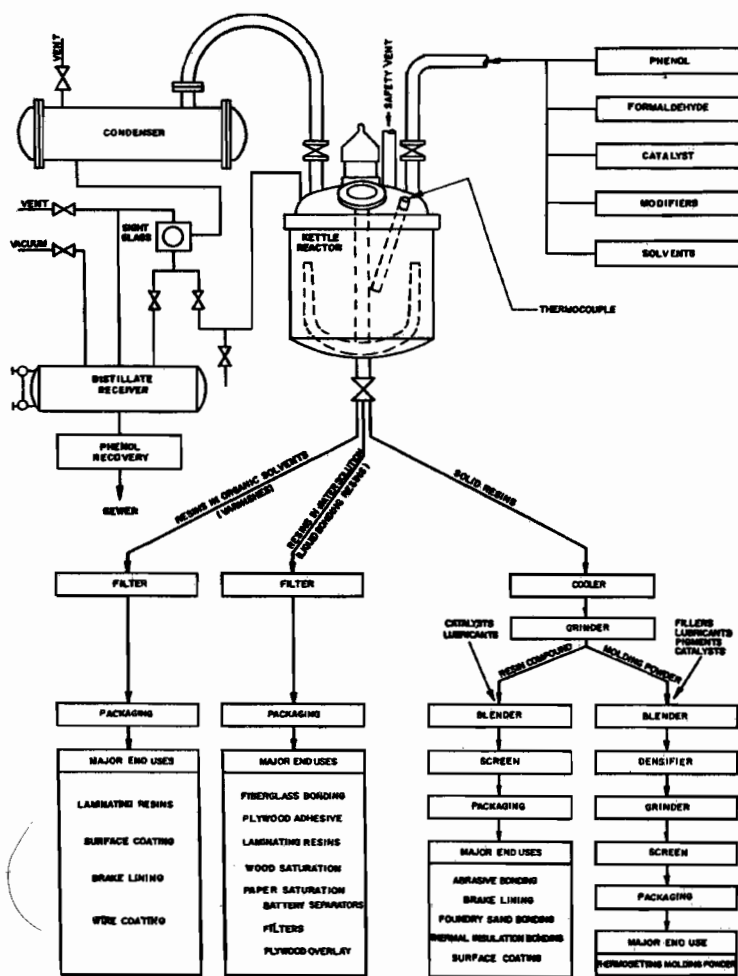 VENT
SAFETY VENT
PHENOL
FORMALDEHYDE
CATALYST
MODIFIERS
SOLVENTS
CONDENSER
VENT
SIGHT
GLASS
VACUUM
KETTLE
REACTOR
THERMOCOUPLE
DISTILLATE
RECEIVER
PHENOL
RECOVERY
SEWER
RESINS IN ORGANIC SOLVENTS
(VARNISHES)
RESINS IN WATER SOLUTION
(LIQUID BONDING RESINS)
SOLID RESINS
FILTER
FILTER
COOLER
GRINDER
CATALYSTS
LUBRICANTS
RESIN COMPOUND
MOLDING POWDER
FILLERS
LUBRICANTS
PIGMENTS
CATALYSTS
PACKAGING
PACKAGING
BLENDER
BLENDER
SCREEN
DENSIFIER
PACKAGING
GRINDER
SCREEN
PACKAGING
MAJOR END USES
LAMINATING RESINS
SURFACE COATING
BRAKE LINING
WIRE COATING
MAJOR END USES
FIBERGLASS BONDING
PLYWOOD ADHESIVE
LAMINATING RESINS
WOOD SATURATION
PAPER SATURATION
BATTERY SEPARATORS
FILTERS
PLYWOOD OVERLAY
MAJOR END USES
ABRASIVE BONDING
BRAKE LINING
FOUNDRY SAND BONDING
THERMAL INSULATION BONDING
SURFACE COATING
MAJOR END USE
THERMOSETTING MOLDING POWDER